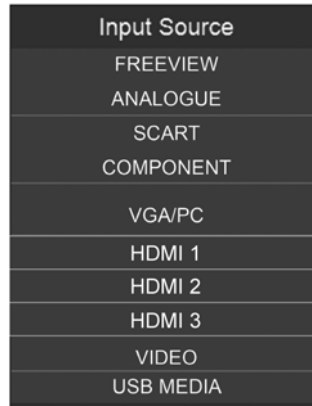 Input Source
FREEVIEW
ANALOGUE
SCART
COMPONENT
VGA/PC
HDMI 1
HDMI 2
HDMI 3
VIDEO
USB MEDIA